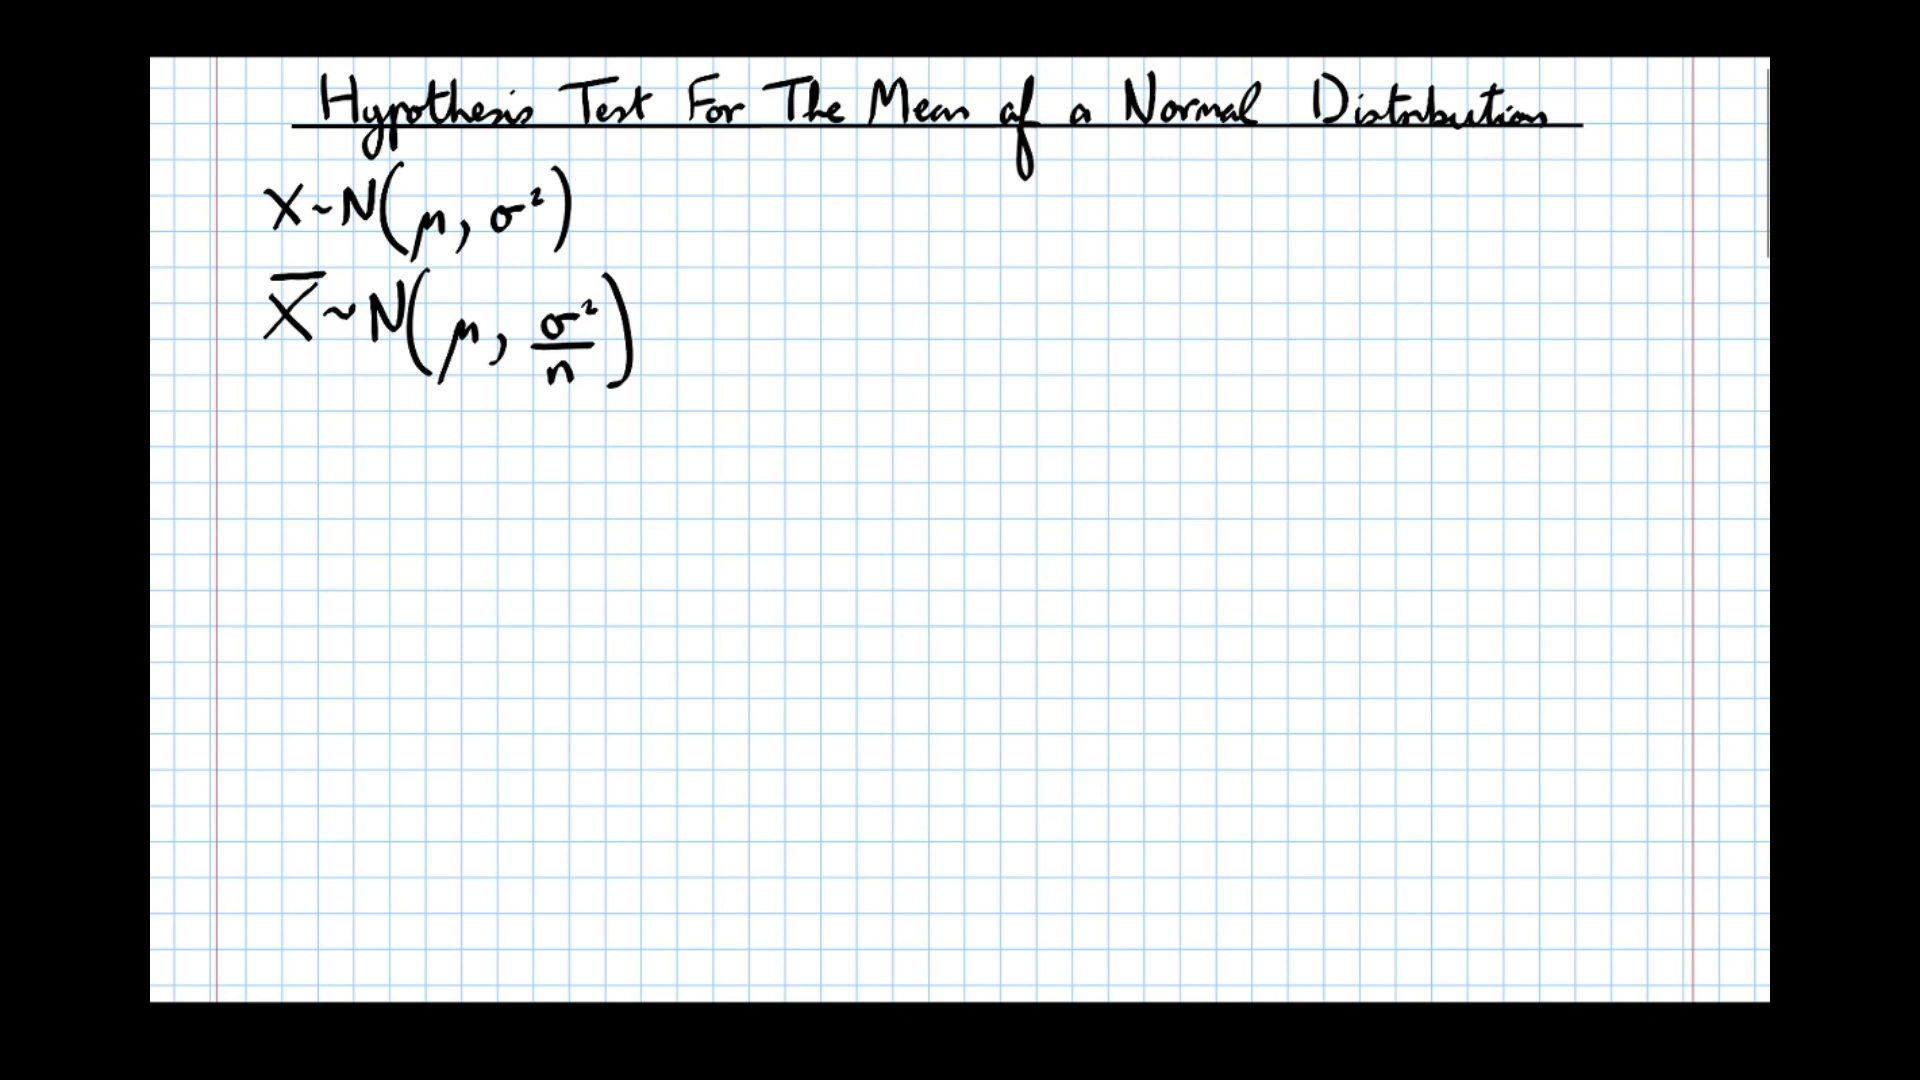 Hypothesis Test For The Mean of a Normal Distribution
X ~ N(μ, σ²)
X̄ ~ N(μ, σ²/n)